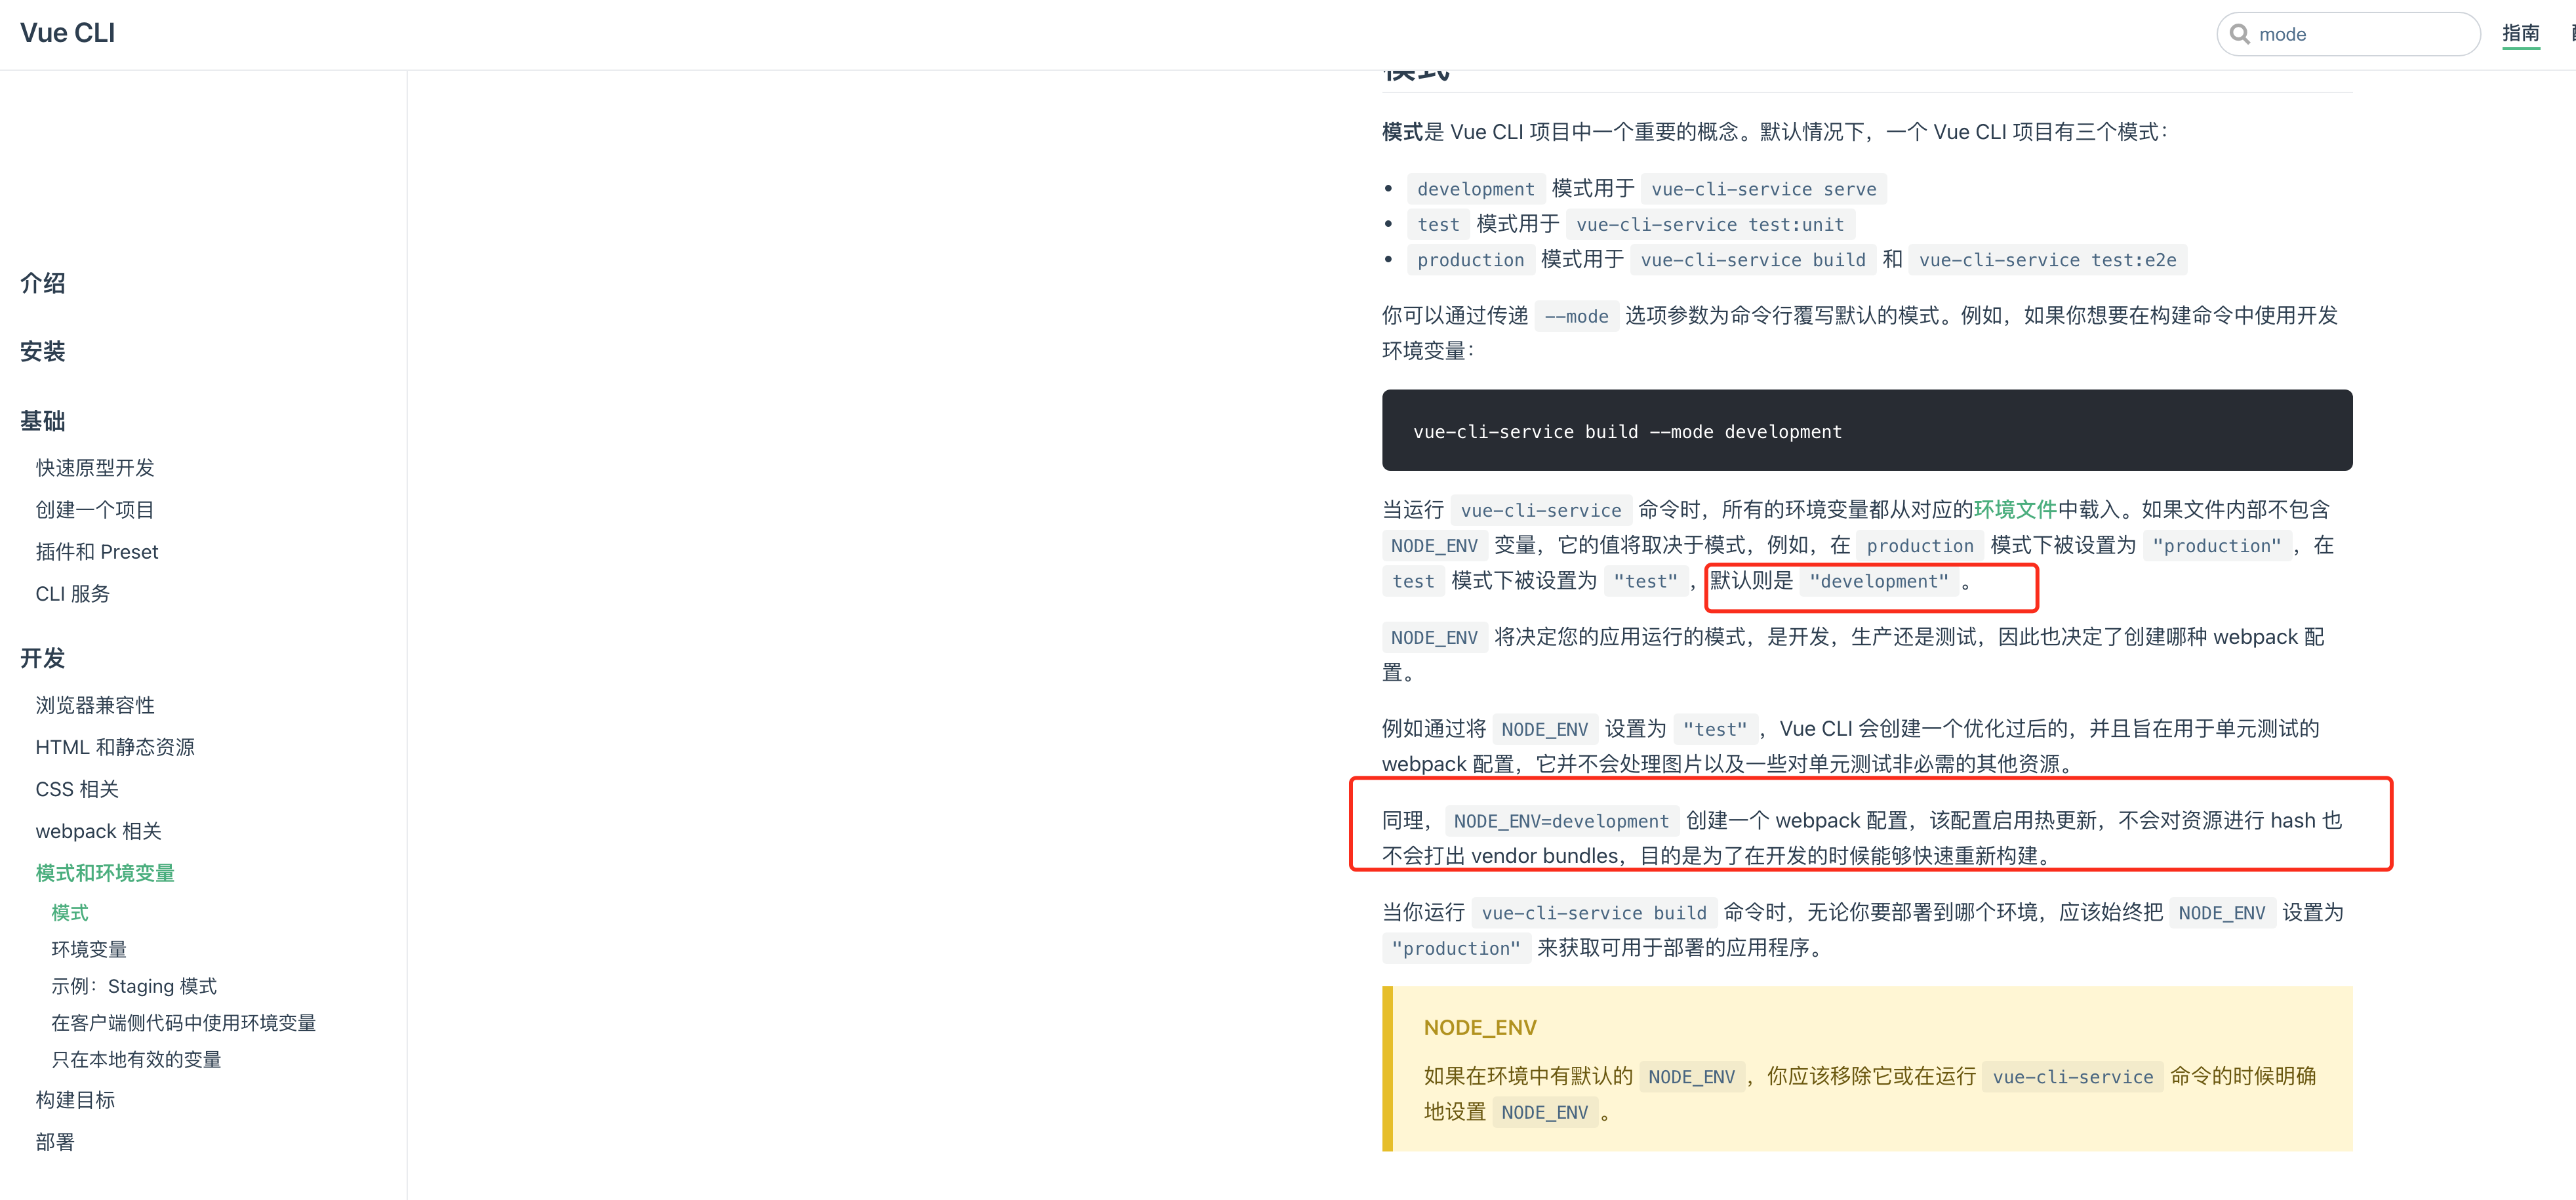 Vue CLI
mode
指南
模式
模式是 Vue CLI 项目中一个重要的概念。默认情况下，一个 Vue CLI 项目有三个模式：
• development 模式用于 vue-cli-service serve
• test 模式用于 vue-cli-service test:unit
• production 模式用于 vue-cli-service build 和 vue-cli-service test:e2e
你可以通过传递 --mode 选项参数为命令行覆写默认的模式。例如，如果你想要在构建命令中使用开发
环境变量：
vue-cli-service build --mode development
当运行 vue-cli-service 命令时，所有的环境变量都从对应的环境文件中载入。如果文件内部不包含
NODE_ENV 变量，它的值将取决于模式，例如，在 production 模式下被设置为 "production"，在
test 模式下被设置为 "test"，默认则是 "development"。
NODE_ENV 将决定您的应用运行的模式，是开发，生产还是测试，因此也决定了创建哪种 webpack 配
置。
例如通过将 NODE_ENV 设置为 "test"，Vue CLI 会创建一个优化过后的，并且旨在用于单元测试的
webpack 配置，它并不会处理图片以及一些对单元测试非必需的其他资源。
同理，NODE_ENV=development 创建一个 webpack 配置，该配置启用热更新，不会对资源进行 hash 也
不会打出 vendor bundles，目的是为了在开发的时候能够快速重新构建。
当你运行 vue-cli-service build 命令时，无论你要部署到哪个环境，应该始终把 NODE_ENV 设置为
"production" 来获取可用于部署的应用程序。
NODE_ENV
如果在环境中有默认的 NODE_ENV，你应该移除它或在运行 vue-cli-service 命令的时候明确
地设置 NODE_ENV。
介绍
安装
基础
快速原型开发
创建一个项目
插件和 Preset
CLI 服务
开发
浏览器兼容性
HTML 和静态资源
CSS 相关
webpack 相关
模式和环境变量
模式
环境变量
示例：Staging 模式
在客户端侧代码中使用环境变量
只在本地有效的变量
构建目标
部署